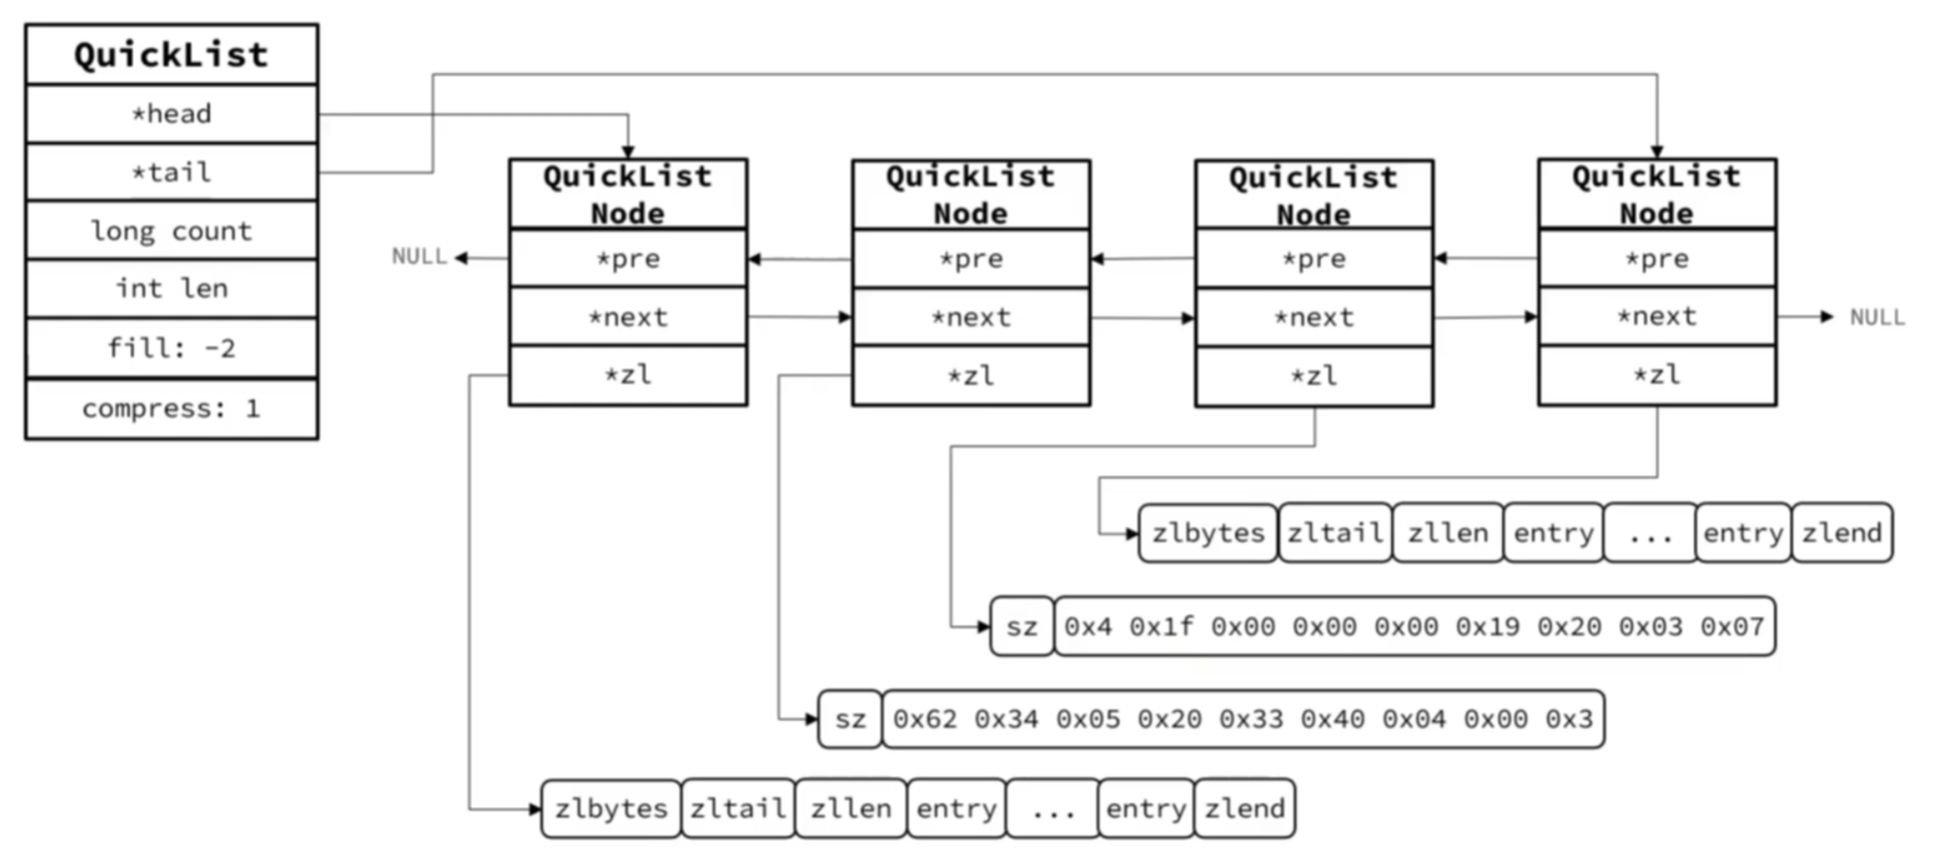 QuickList
*head
*tail
long count
int len
fill: -2
compress: 1
NULL
QuickList
Node
*pre
*next
*zl
QuickList
Node
*pre
*next
*zl
QuickList
Node
*pre
*next
*zl
QuickList
Node
*pre
*next
*zl
NULL
zlbytes zltail zllen entry ... entry zlend
sz 0x4 0x1f 0x00 0x00 0x00 0x19 0x20 0x03 0x07
sz 0x62 0x34 0x05 0x20 0x33 0x40 0x04 0x00 0x3
zlbytes zltail zllen entry ... entry zlend